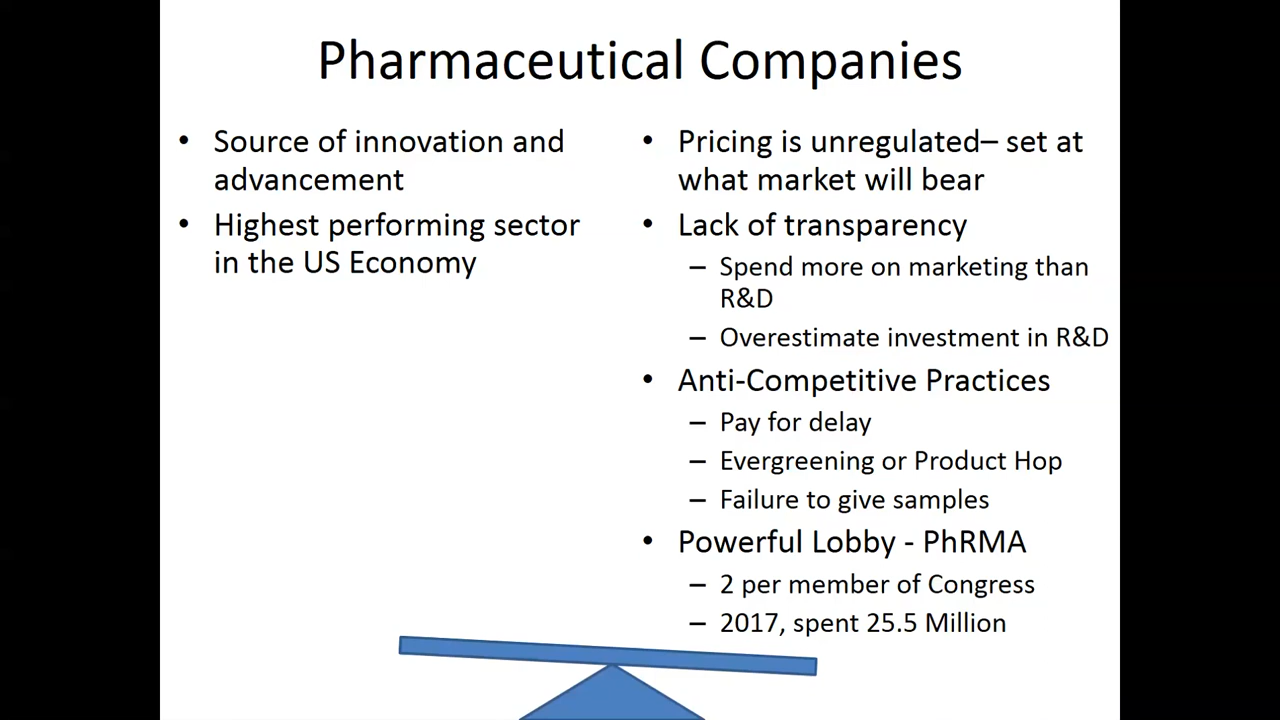 Pharmaceutical Companies
• Source of innovation and
advancement
• Highest performing sector
in the US Economy
• Pricing is unregulated– set at
what market will bear
• Lack of transparency
– Spend more on marketing than
R&D
– Overestimate investment in R&D
• Anti-Competitive Practices
– Pay for delay
– Evergreening or Product Hop
– Failure to give samples
• Powerful Lobby - PhRMA
– 2 per member of Congress
– 2017, spent 25.5 Million